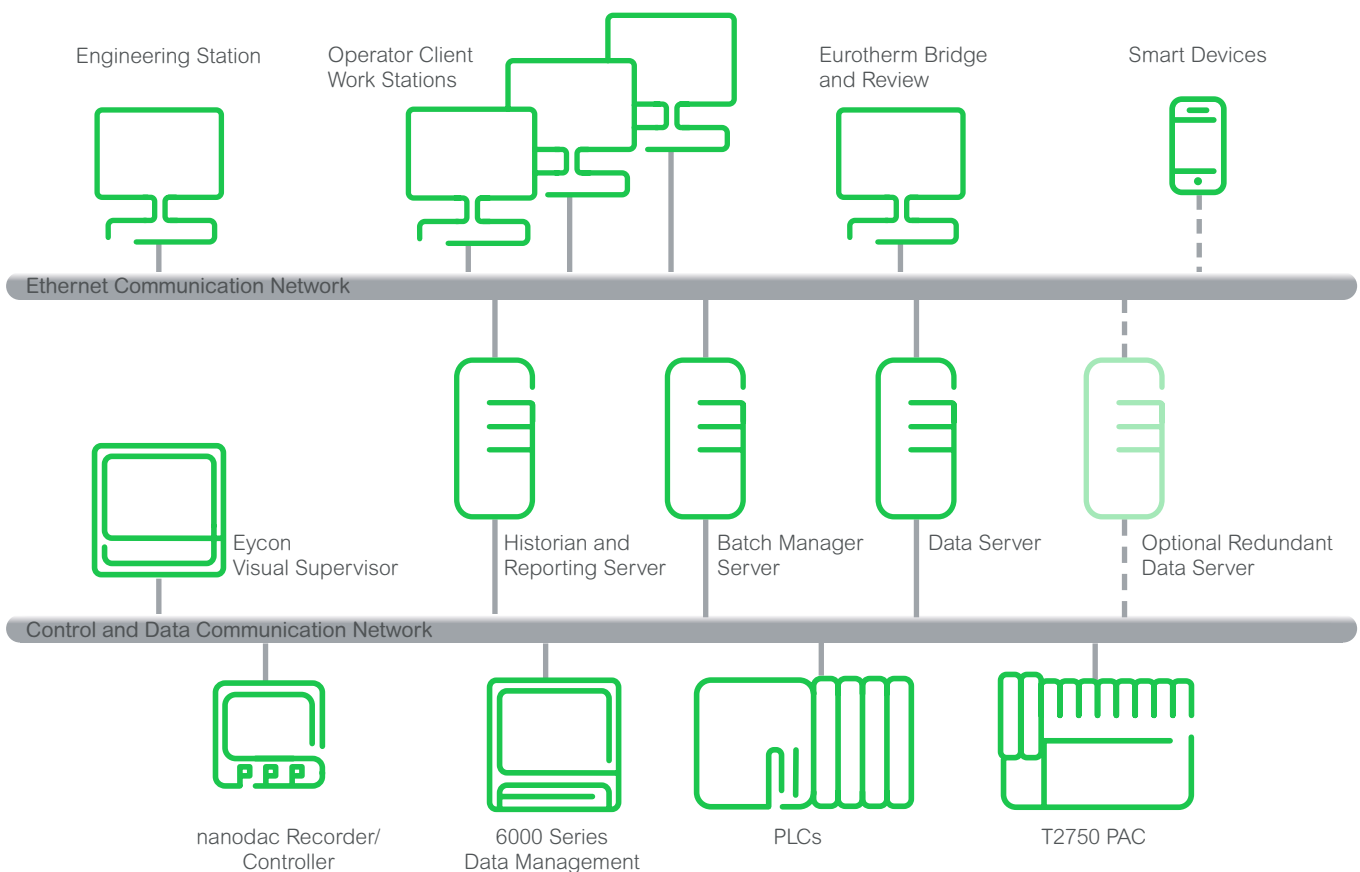 Engineering Station
Operator Client
Work Stations
Eurotherm Bridge
and Review
Smart Devices
Ethernet Communication Network
Eycon
Visual Supervisor
Historian and
Reporting Server
Batch Manager
Server
Data Server
Optional Redundant
Data Server
Control and Data Communication Network
nanodac Recorder/
Controller
6000 Series
Data Management
PLCs
T2750 PAC